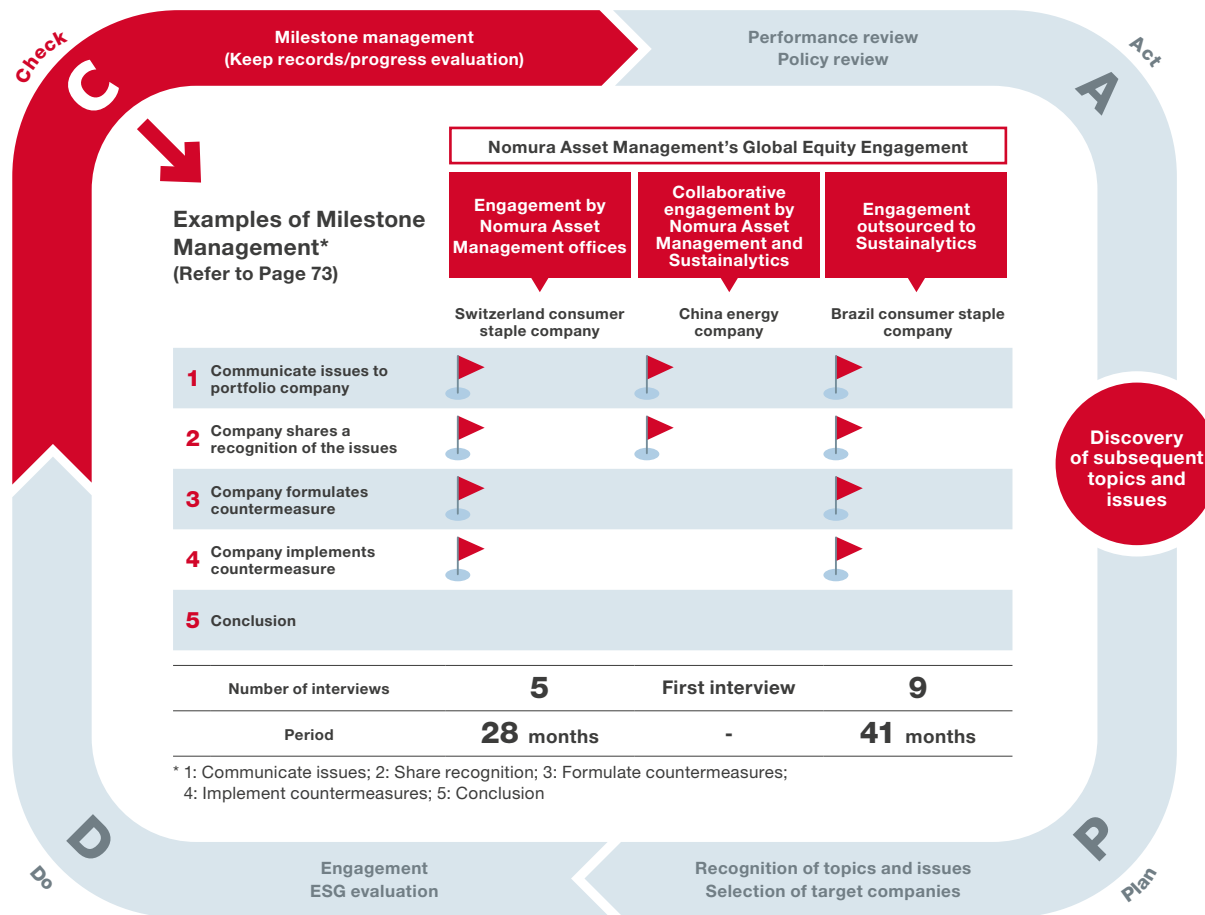 Check
C
Milestone management
(Keep records/progress evaluation)
Performance review
Policy review
Act
A
Nomura Asset Management's Global Equity Engagement
Examples of Milestone
Management*
(Refer to Page 73)
Engagement by
Nomura Asset
Management offices
Collaborative
engagement by
Nomura Asset
Management and
Sustainalytics
Engagement
outsourced to
Sustainalytics
Switzerland consumer
staple company
China energy
company
Brazil consumer staple
company
1 Communicate issues to
portfolio company
2 Company shares a
recognition of the issues
3 Company formulates
countermeasure
4 Company implements
countermeasure
5 Conclusion
Discovery
of subsequent
topics and
issues
Number of interviews 5 First interview 9
Period 28 months - 41 months
* 1: Communicate issues; 2: Share recognition; 3: Formulate countermeasures;
4: Implement countermeasures; 5: Conclusion
D
Do
Engagement
ESG evaluation
Recognition of topics and issues
Selection of target companies
P
Plan